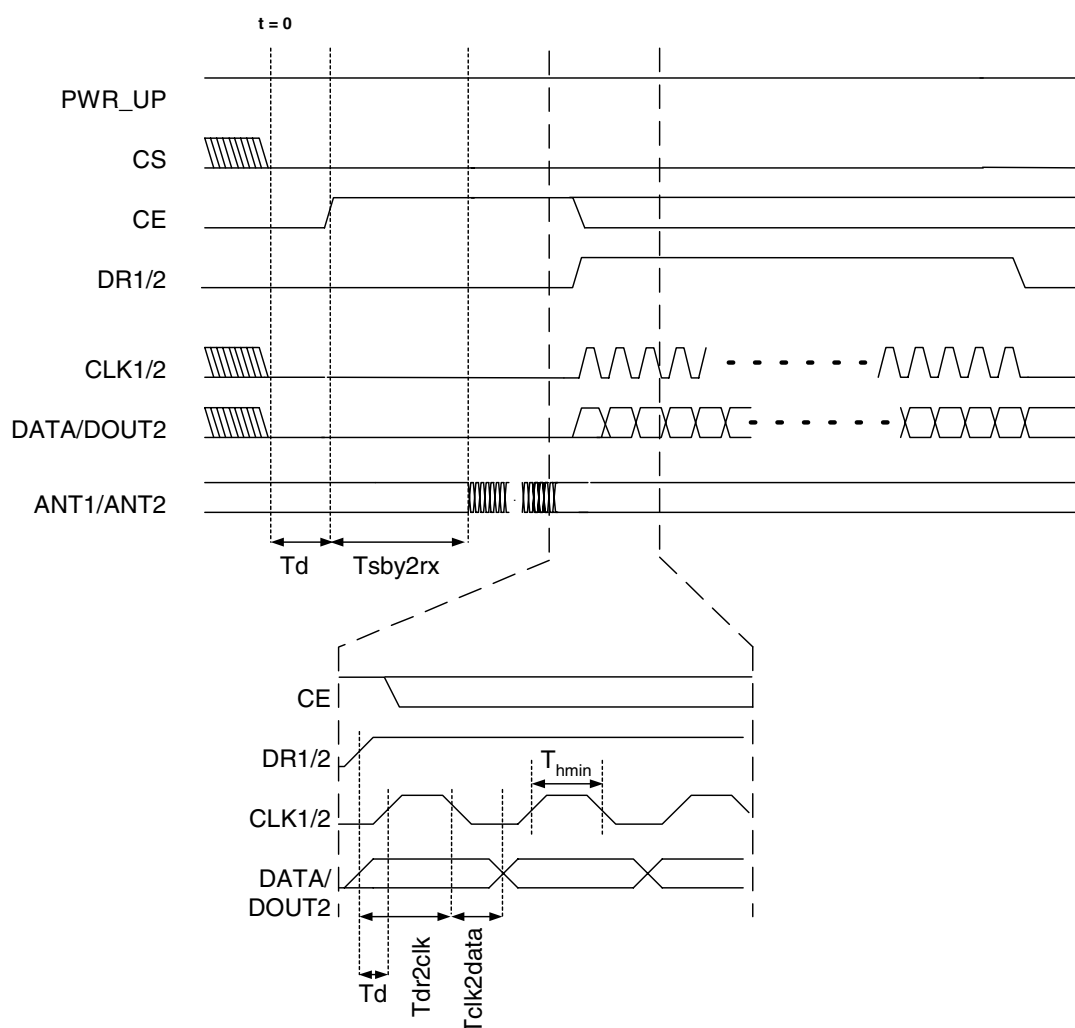 t = 0
PWR_UP
CS
CE
DR1/2
CLK1/2
DATA/DOUT2
ANT1/ANT2
Td
Tsby2rx
CE
DR1/2
Thmin
CLK1/2
DATA/
DOUT2
Td
Tdr2clk
Tclk2data